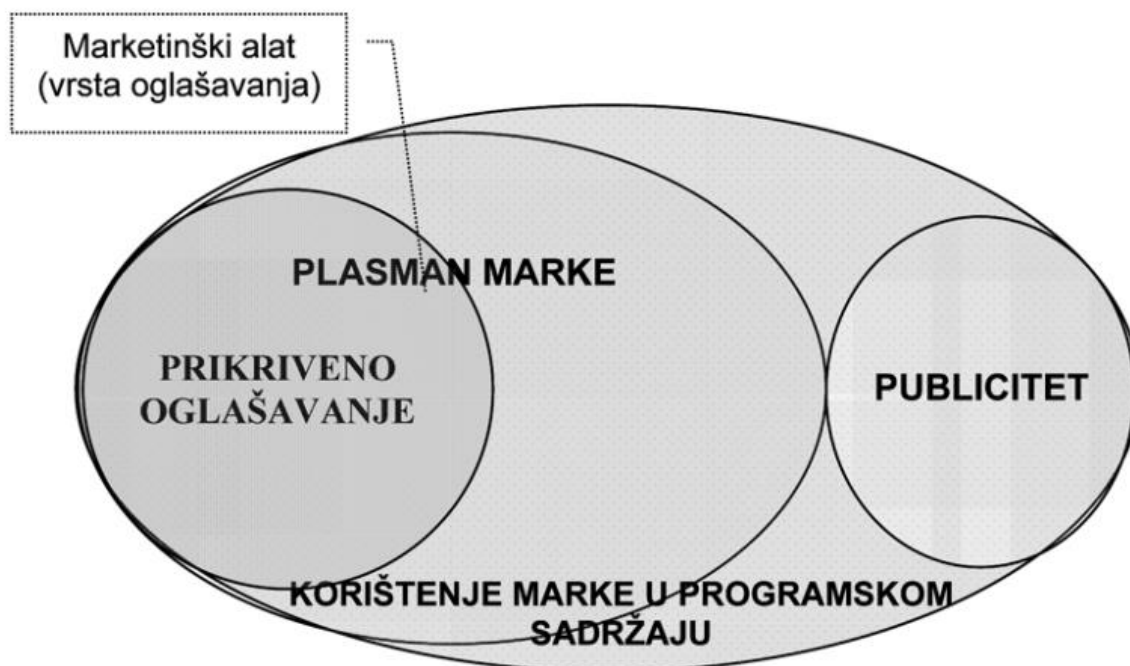 Marketinški alat
(vrsta oglašavanja)
PLASMAN MARKE
PRIKRIVENO
OGLAŠAVANJE
PUBLICITET
KORIŠTENJE MARKE U PROGRAMSKOM
SADRŽAJU